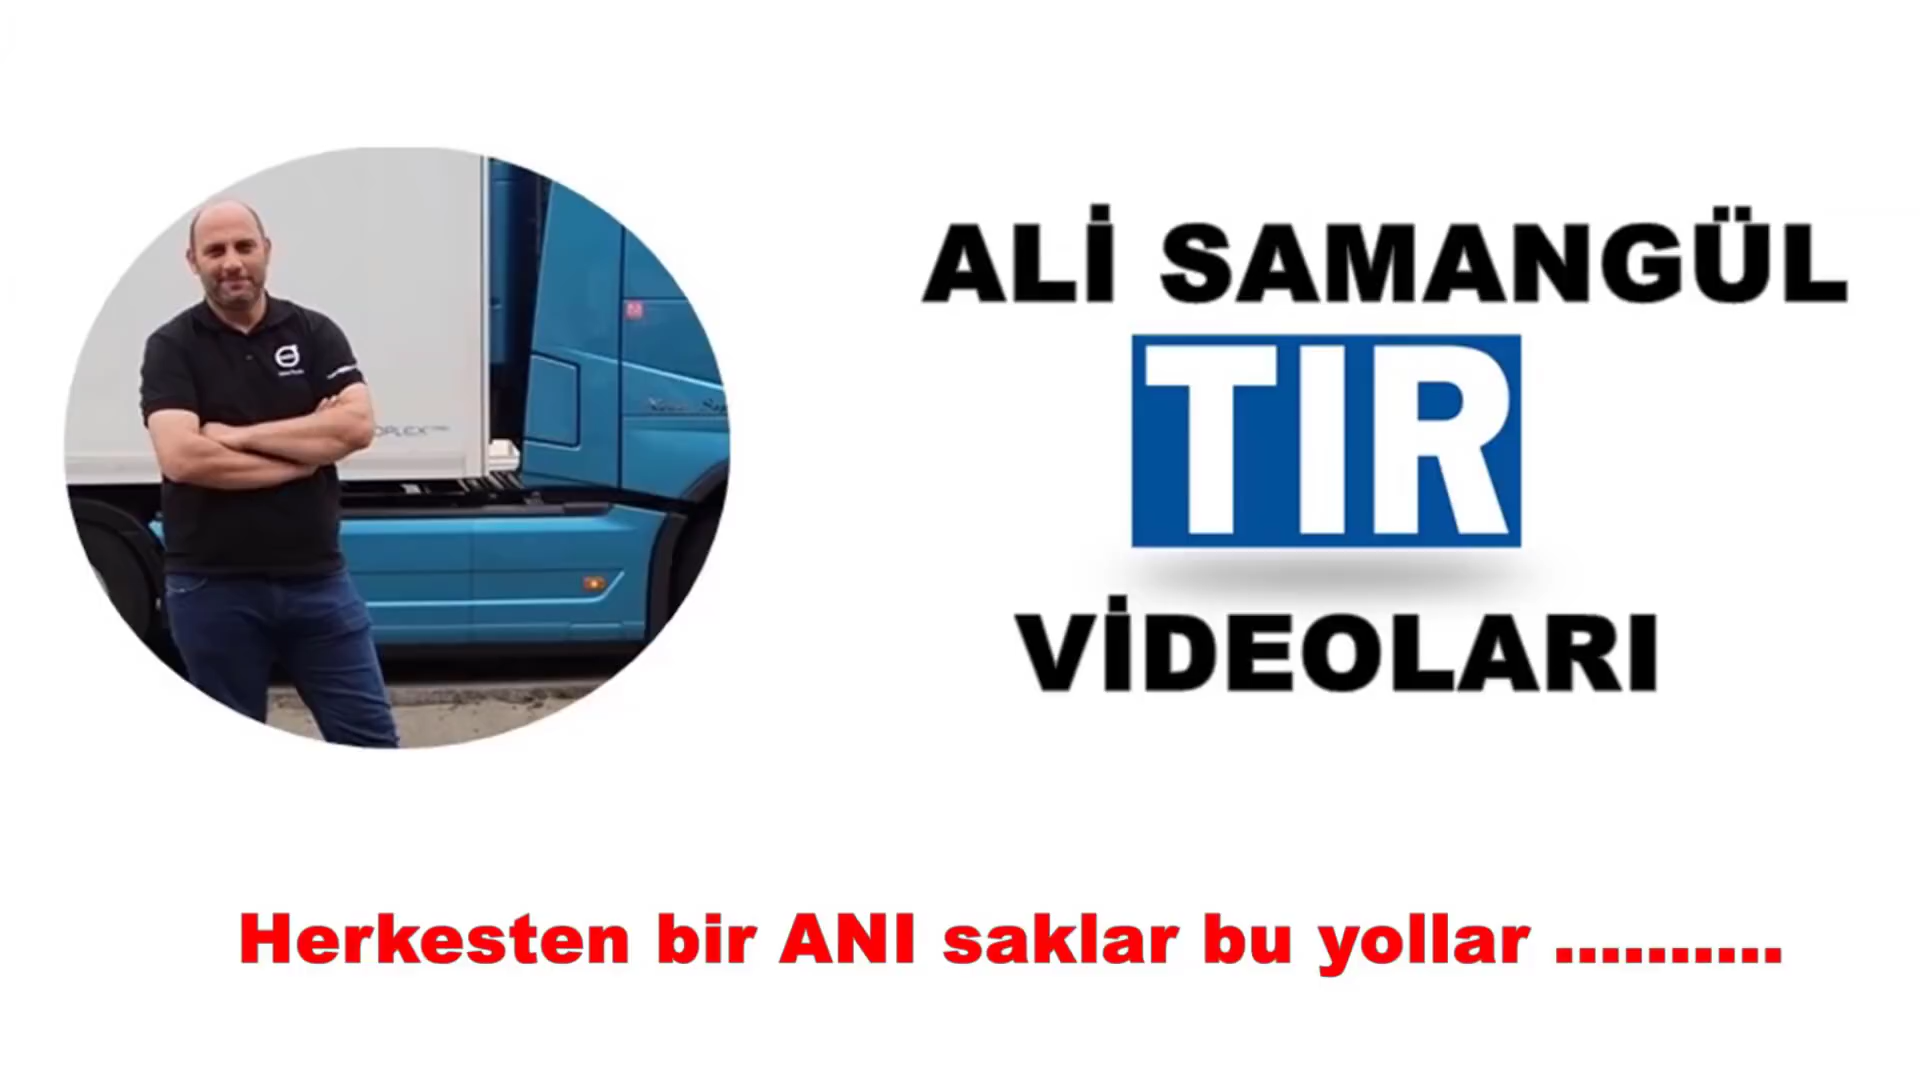 ALİ SAMANGÜL
TIR
VİDEOLARI
Herkesten bir ANI saklar bu yollar ..........